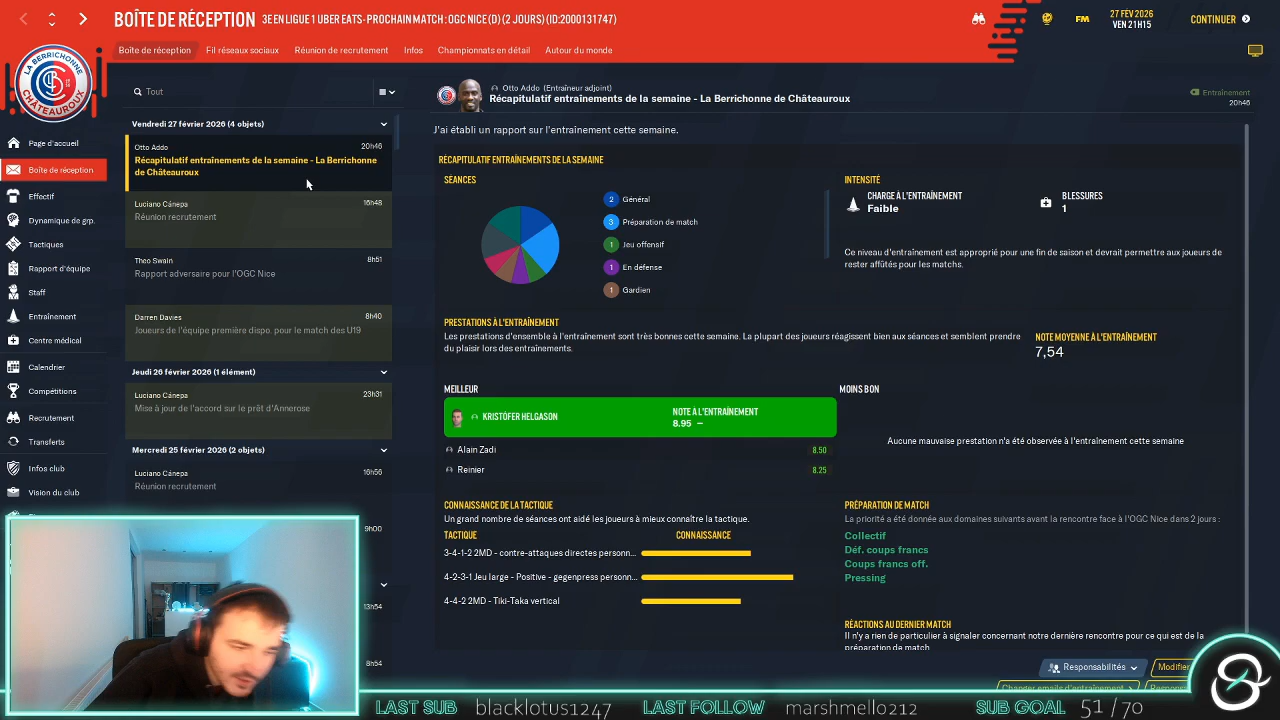 BOÎTE DE RÉCEPTION
3E EN LIGUE 1 UBER EATS - PROCHAIN MATCH : OGC NICE (D) (2 JOURS) (ID:2000131747)
FM
27 FÉV 2026
VEN 21H15
CONTINUER
Boîte de réception
Fil réseaux sociaux
Réunion de recrutement
Infos
Championnats en détail
Autour du monde
LA BERRICHONNE
CHÂTEAUROUX
Page d'accueil
Boîte de réception
Effectif
Dynamique de grp.
Tactiques
Rapport d'équipe
Staff
Entraînement
Centre médical
Calendrier
Compétitions
Recrutement
Transferts
Infos club
Vision du club
Tout
Vendredi 27 février 2026 (4 objets)
Otto Addo
20h46
Récapitulatif entraînements de la semaine - La Berrichonne
de Châteauroux
Luciano Cánepa
16h48
Réunion recrutement
Theo Swain
8h51
Rapport adversaire pour l'OGC Nice
Darren Davies
8h40
Joueurs de l'équipe première dispo. pour le match des U19
Jeudi 26 février 2026 (1 élément)
Luciano Cánepa
23h31
Mise à jour de l'accord sur le prêt d'Annerose
Mercredi 25 février 2026 (2 objets)
Luciano Cánepa
16h56
Réunion recrutement
9h00
13h54
8h54
Otto Addo (Entraîneur adjoint)
Récapitulatif entraînements de la semaine - La Berrichonne de Châteauroux
Entraînement
20h46
J'ai établi un rapport sur l'entraînement cette semaine.
RÉCAPITULATIF ENTRAÎNEMENTS DE LA SEMAINE
SÉANCES
2 Général
3 Préparation de match
1 Jeu offensif
1 En défense
1 Gardien
INTENSITÉ
CHARGE À L'ENTRAÎNEMENT
Faible
BLESSURES
1
Ce niveau d'entraînement est approprié pour une fin de saison et devrait permettre aux joueurs de
rester affûtés pour les matchs.
PRESTATIONS À L'ENTRAÎNEMENT
Les prestations d'ensemble à l'entraînement sont très bonnes cette semaine. La plupart des joueurs réagissent bien aux séances et semblent prendre
du plaisir lors des entraînements.
NOTE MOYENNE À L'ENTRAÎNEMENT
7,54
MEILLEUR
KRISTÓFER HELGASON
NOTE À L'ENTRAÎNEMENT
8.95 –
Alain Zadi
8.50
Reinier
8.25
MOINS BON
Aucune mauvaise prestation n'a été observée à l'entraînement cette semaine
CONNAISSANCE DE LA TACTIQUE
Un grand nombre de séances ont aidé les joueurs à mieux connaître la tactique.
TACTIQUE
CONNAISSANCE
3-4-1-2 2MD - contre-attaques directes personn...
4-2-3-1 Jeu large - Positive - gegenpress personn...
4-4-2 2MD - Tiki-Taka vertical
PRÉPARATION DE MATCH
La priorité a été donnée aux domaines suivants avant la rencontre face à l'OGC Nice dans 2 jours :
Collectif
Déf. coups francs
Coups francs off.
Pressing
RÉACTIONS AU DERNIER MATCH
Il n'y a rien de particulier à signaler concernant notre dernière rencontre pour ce qui est de la
préparation de match
Responsabilités
Modifier
Changer emails d'entraînement
LAST SUB
blacklotus1247
LAST FOLLOW
marshmello212
SUB GOAL
51 / 70